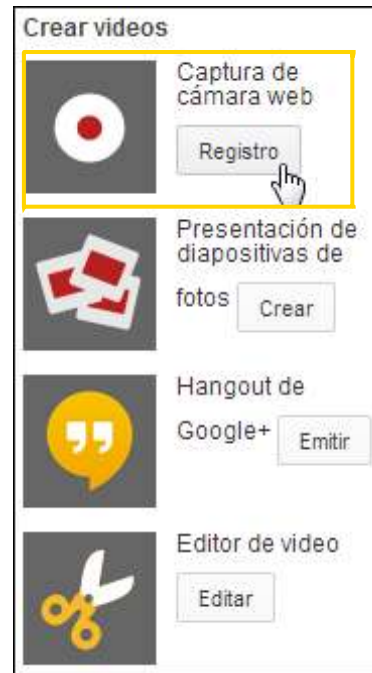 Crear videos
Captura de
cámara web
Registro
Presentación de
diapositivas de
fotos Crear
Hangout de
Google+ Emitir
Editor de video
Editar